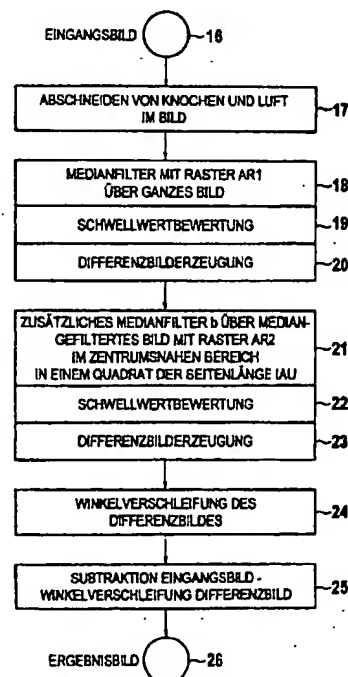 EINGANGSBILD 16
ABSCHNEIDEN VON KNOCHEN UND LUFT
IM BILD
17
MEDIANFILTER MIT RASTER AR1
ÜBER GANZES BILD
18
SCHWELLWERTBEWERTUNG
19
DIFFERENZBILDERZEUGUNG
20
ZUSÄTZLICHES MEDIANFILTER b ÜBER MEDIAN-
GEFILTERTES BILD MIT RASTER AR2
IM ZENTRUMSNAHEN BEREICH
IN EINEM QUADRAT DER SEITENLÄNGE IAU
21
SCHWELLWERTBEWERTUNG
22
DIFFERENZBILDERZEUGUNG
23
WINKELVERSCHLEIFUNG DES
DIFFERENZBILDES
24
SUBTRAKTION EINGANGSBILD -
WINKELVERSCHLEIFUNG DIFFERENZBILD
25
ERGEBNISBILD 26